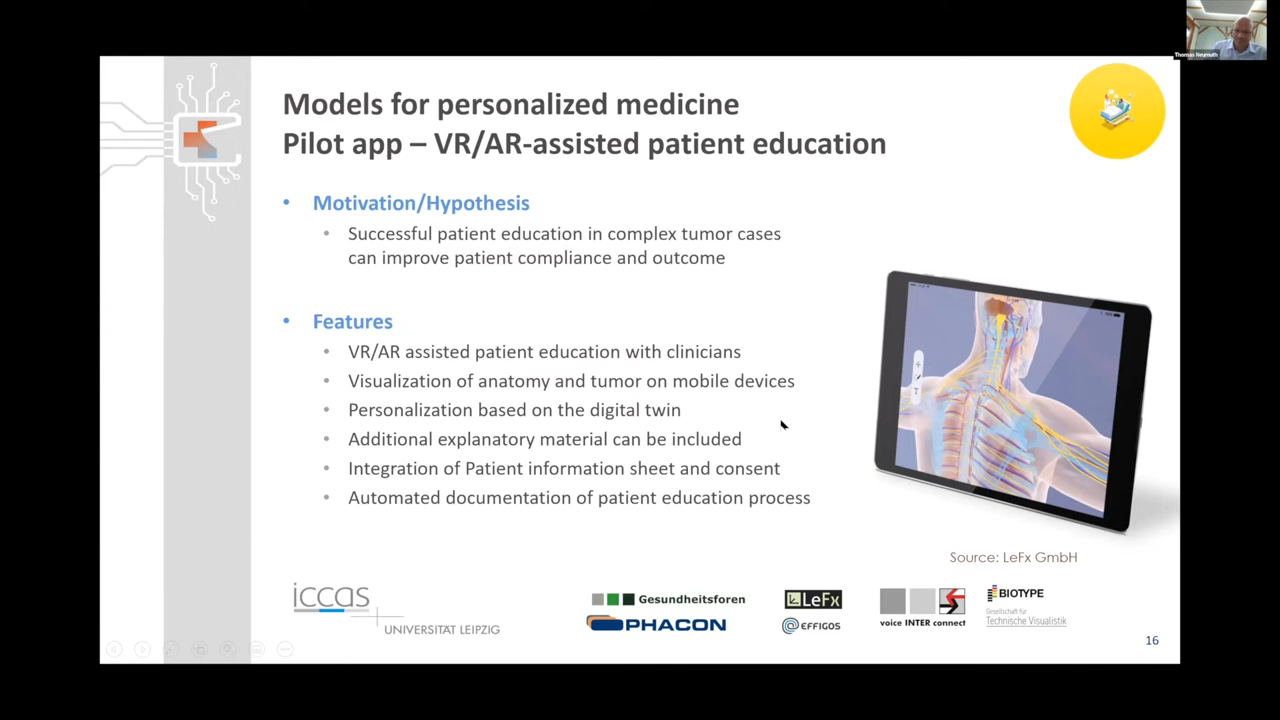 Thomas Neumuth
Models for personalized medicine
Pilot app – VR/AR-assisted patient education
• Motivation/Hypothesis
• Successful patient education in complex tumor cases
can improve patient compliance and outcome
• Features
• VR/AR assisted patient education with clinicians
• Visualization of anatomy and tumor on mobile devices
• Personalization based on the digital twin
• Additional explanatory material can be included
• Integration of Patient information sheet and consent
• Automated documentation of patient education process
Source: LeFx GmbH
iccas
UNIVERSITÄT LEIPZIG
Gesundheitsforen
PHACON
LeFx
EFFIGOS
voice INTER connect
BIOTYPE
Gesellschaft für
Technische Visualistik
16